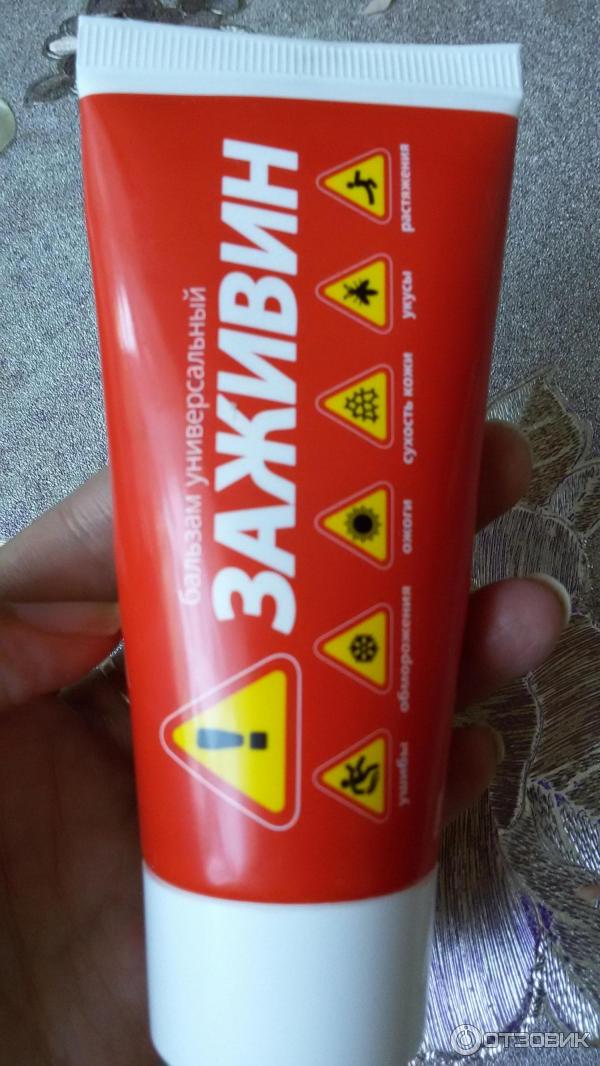 бальзам универсальный
ЗАЖИВИН
ушибы
обморожения
ожоги
сухость кожи
укусы
растяжения
ОТЗОВИК